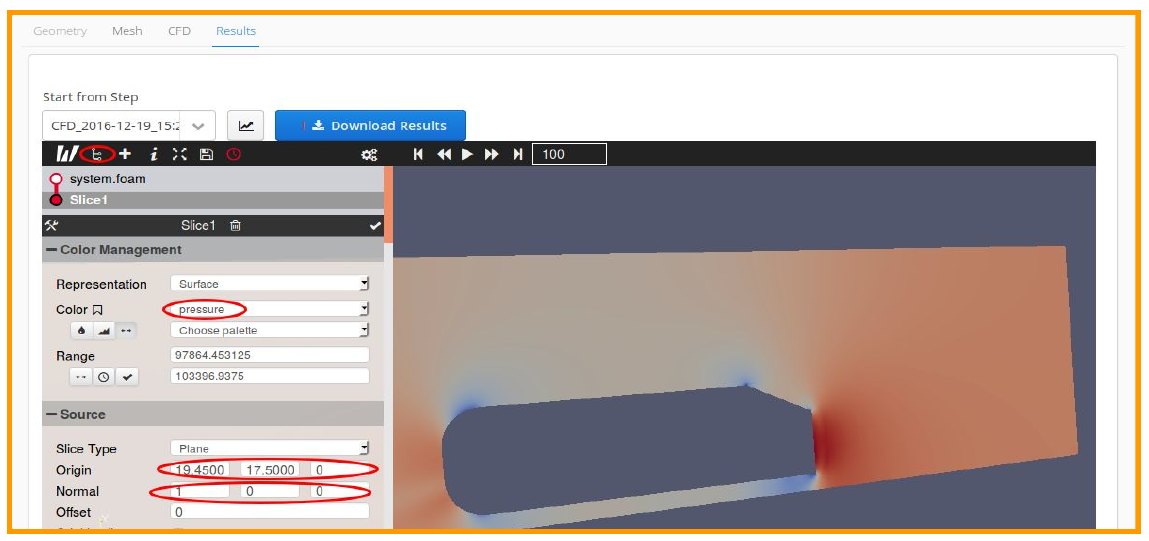 Geometry Mesh CFD Results
Start from Step
CFD_2016-12-19_15:2
Download Results
100
system.foam
Slice1
Slice1
Color Management
Representation Surface
Color pressure
Choose palette
Range 97864.453125
103396.9375
Source
Slice Type Plane
Origin 19.4500 17.5000 0
Normal 1 0 0
Offset 0